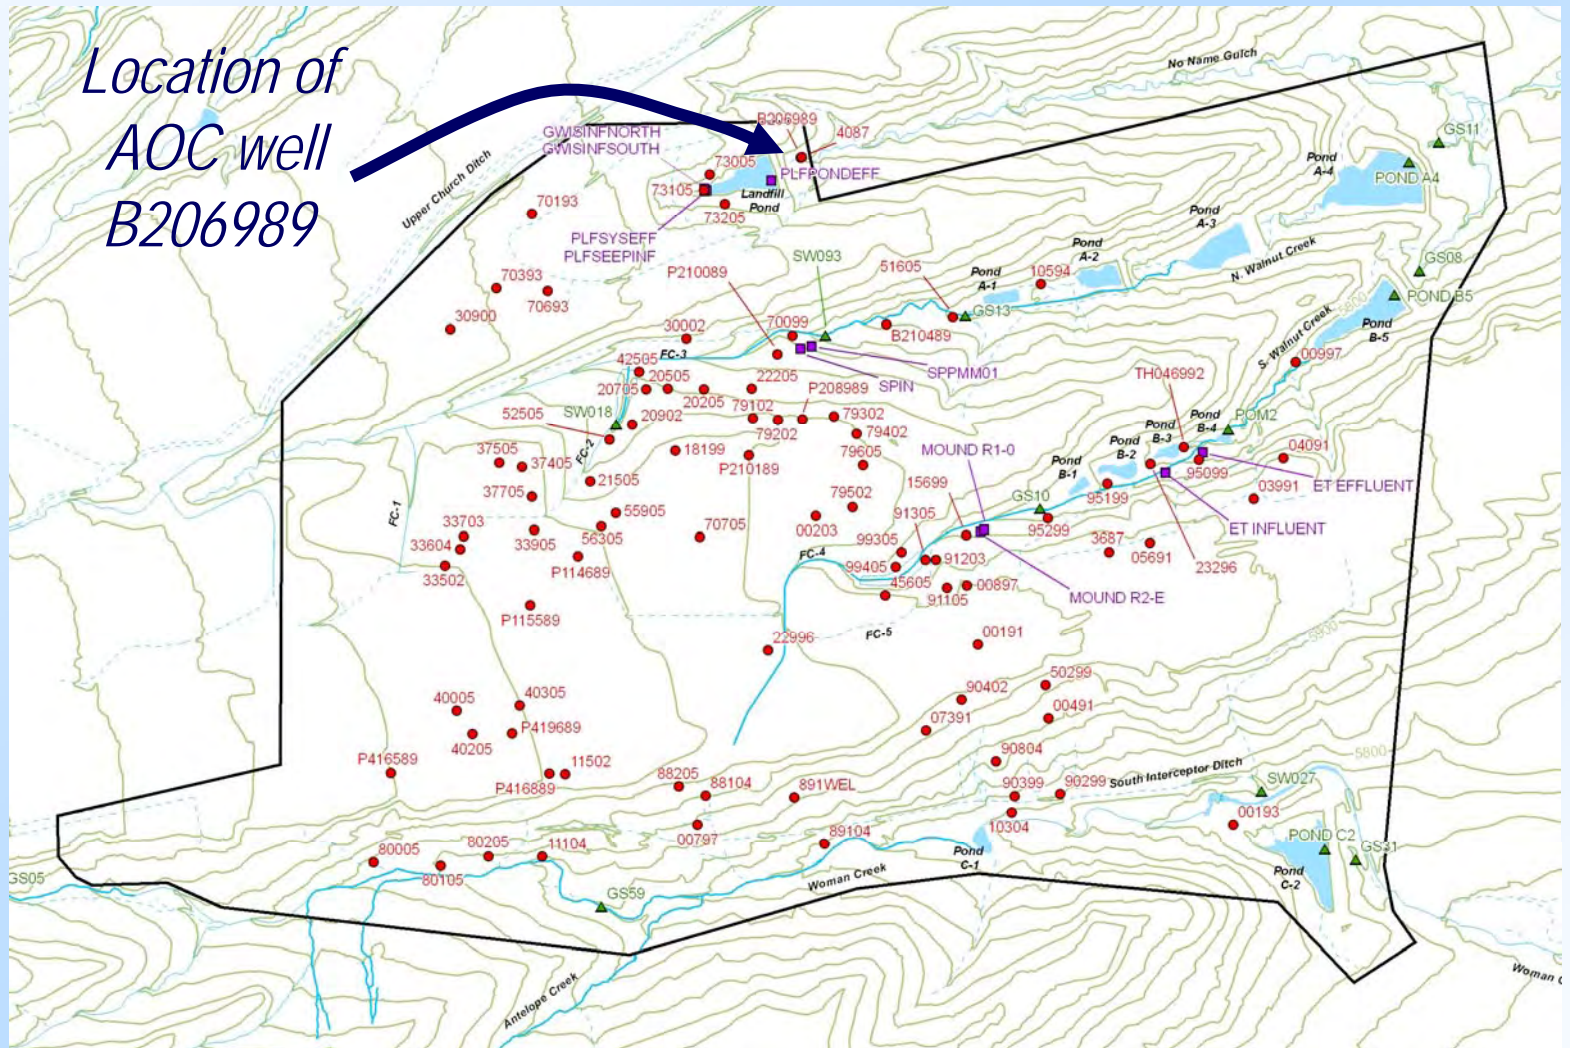 Location of
AOC well
B206989
No Name Gulch
B206989
4087
GWISINFNORTH
GWISINFSOUTH
GS11
Pond
A-4
POND A4
Upper Church Ditch
73005
PLFPONDEFF
73105
Landfill
Pond
73205
70193
Pond
A-3
PLFSYSEFF
PLFSEEPINF
N. Walnut Creek
Pond
A-2
SW093
GS08
P210089
51605
Pond
A-1
10594
70393
70693
POND B5
5800
Pond
B-5
S. Walnut Creek
GS13
30900
30002
70099
B210489
FC-3
00997
42505
SPPMM01
SPIN
TH046992
20705
20505
20205
22205
P208989
SW018
52505
20902
79102
79202
79302
79402
Pond
B-4
POM2
Pond
B-3
Pond
B-2
Pond
B-1
FC-2
37505
37405
18199
P210189
79605
MOUND R1-0
04091
95099
ET EFFLUENT
21505
15699
95199
03991
37705
79502
GS10
FC-1
55905
00203
91305
95299
ET INFLUENT
33703
33604
33905
56305
70705
99305
3687
05691
FC-4
91203
33502
P114689
99405
45605
91105
00897
23296
MOUND R2-E
P115589
FC-5
22996
00191
5900
50299
40005
40305
90402
00491
P419689
07391
40205
P416589
11502
P416889
90804
5800
South Interceptor Ditch
88205
88104
891WEL
90399
90299
SW027
10304
00193
00797
80005
80205
11104
89104
Pond
C-1
POND C2
GS31
Pond
C-2
80105
GS05
GS59
Woman Creek
Antelope Creek
Woman C